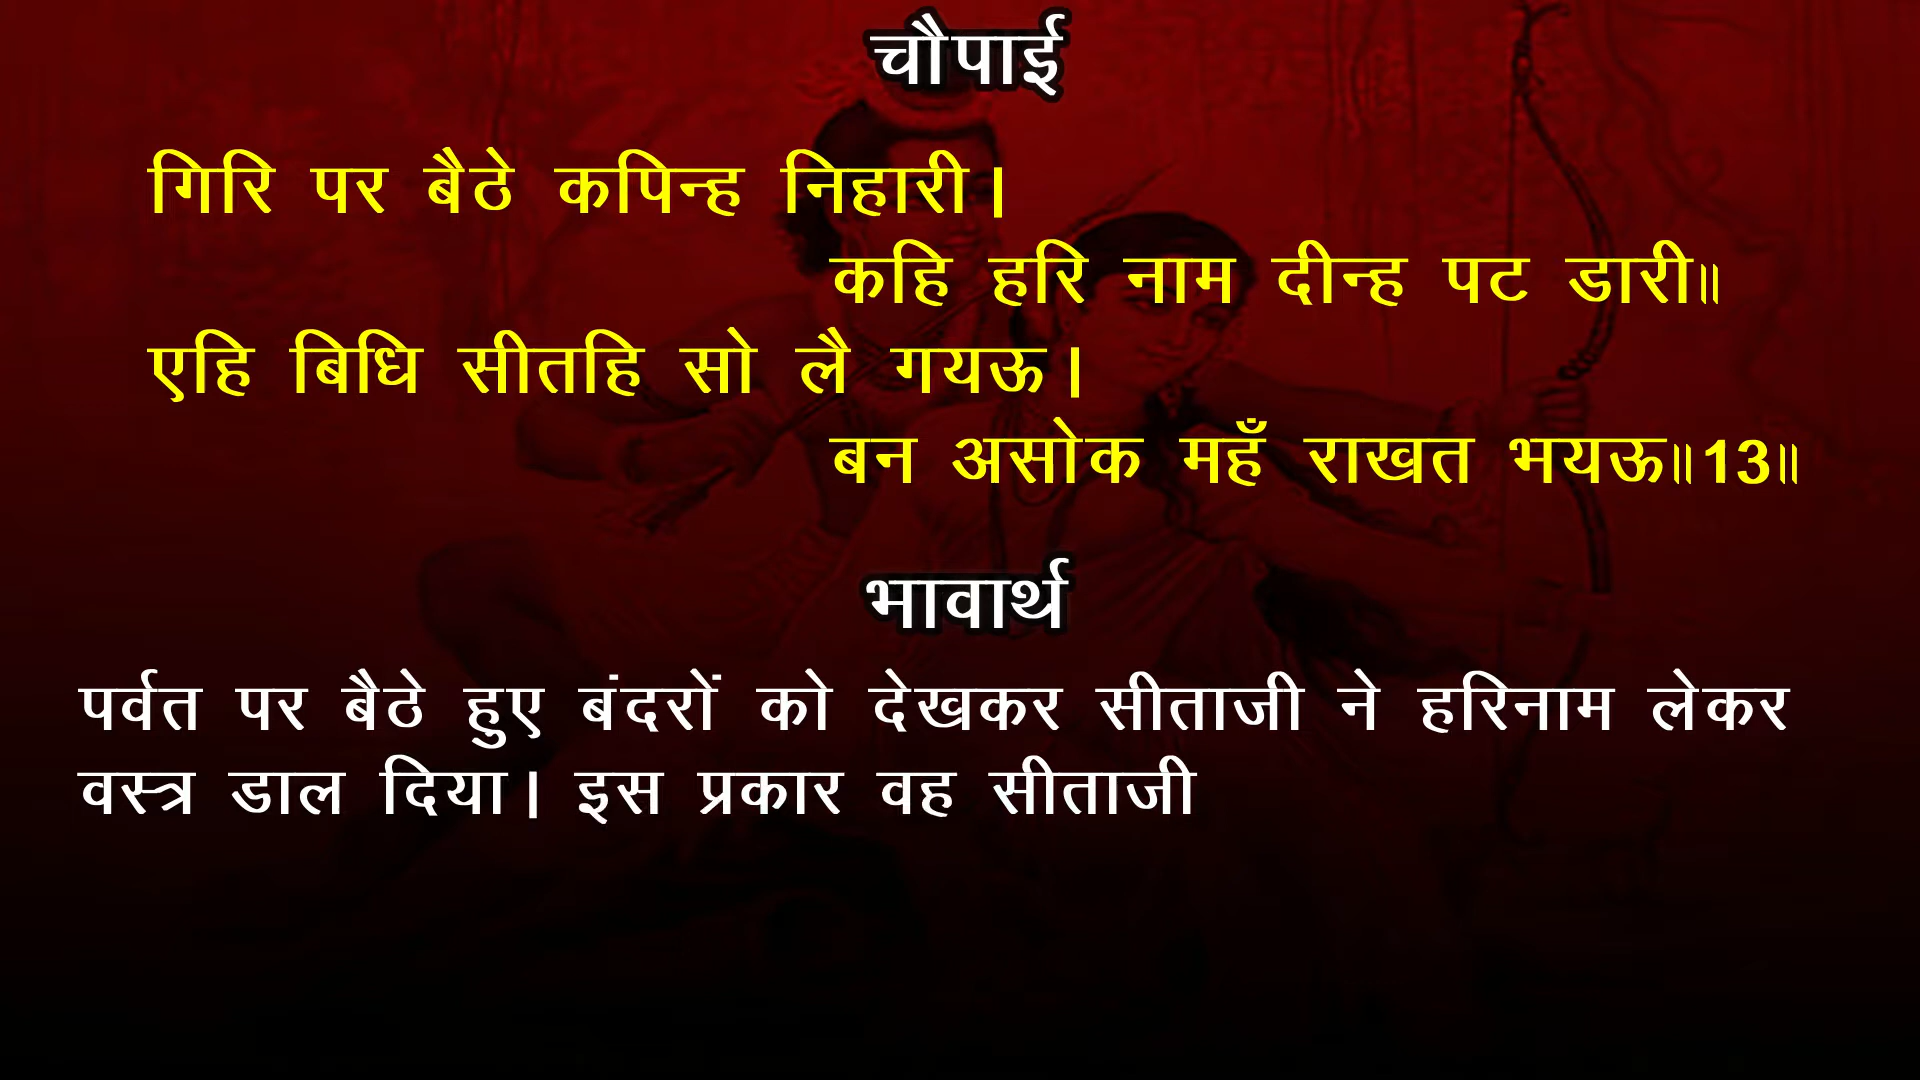 चौपाई
गिरि पर बैठे कपिन्ह निहारी।
कहि हरि नाम दीन्ह पट डारी॥
एहि बिधि सीतहि सो लै गयऊ।
बन असोक महँ राखत भयऊ॥13॥
भावार्थ
पर्वत पर बैठे हुए बंदरों को देखकर सीताजी ने हरिनाम लेकर
वस्त्र डाल दिया। इस प्रकार वह सीताजी